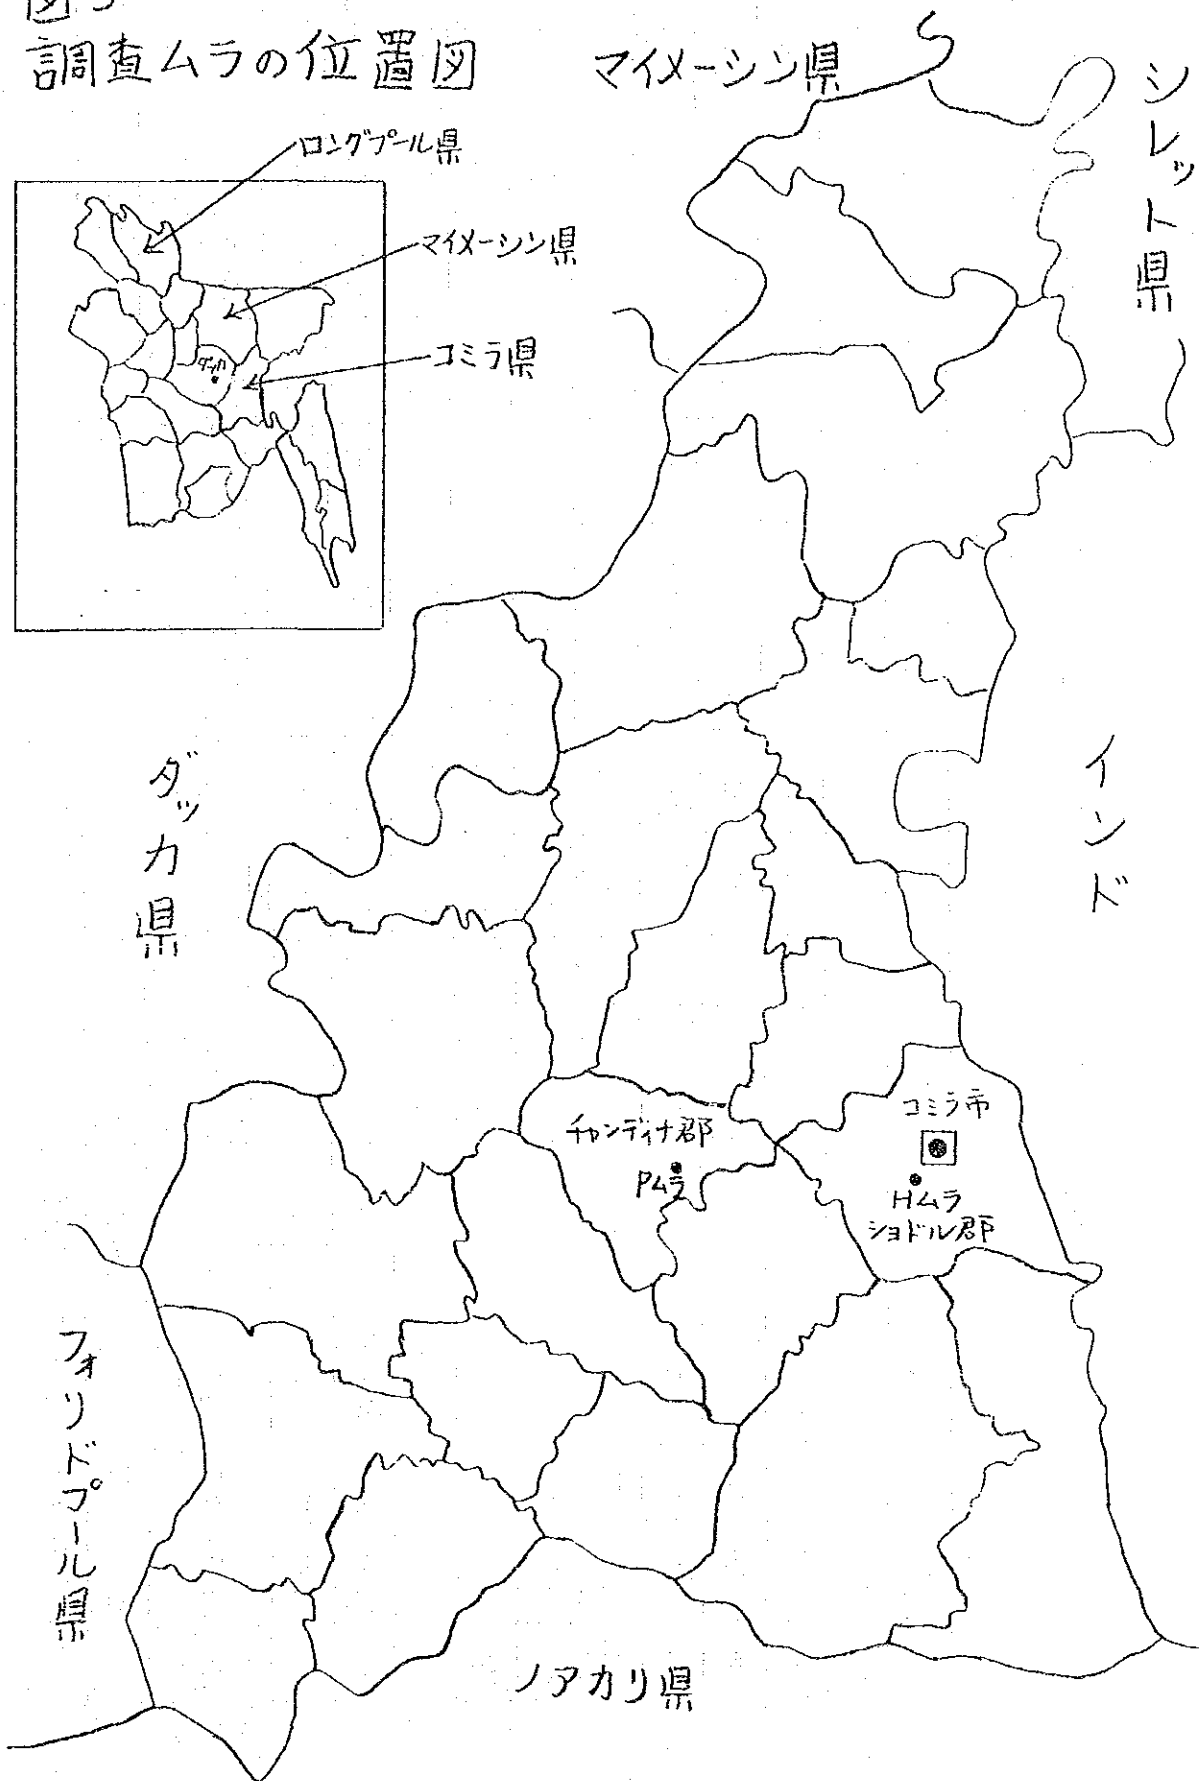 調査ムラの位置図
マイメーシン県
シレット県
ロングプール県
マイメーシン県
コミラ県
ダッカ
ダッカ県
インド
コミラ市
チャンディナ郡
Pムラ
Hムラ
ショドル郡
フォリドプール県
ノアカリ県